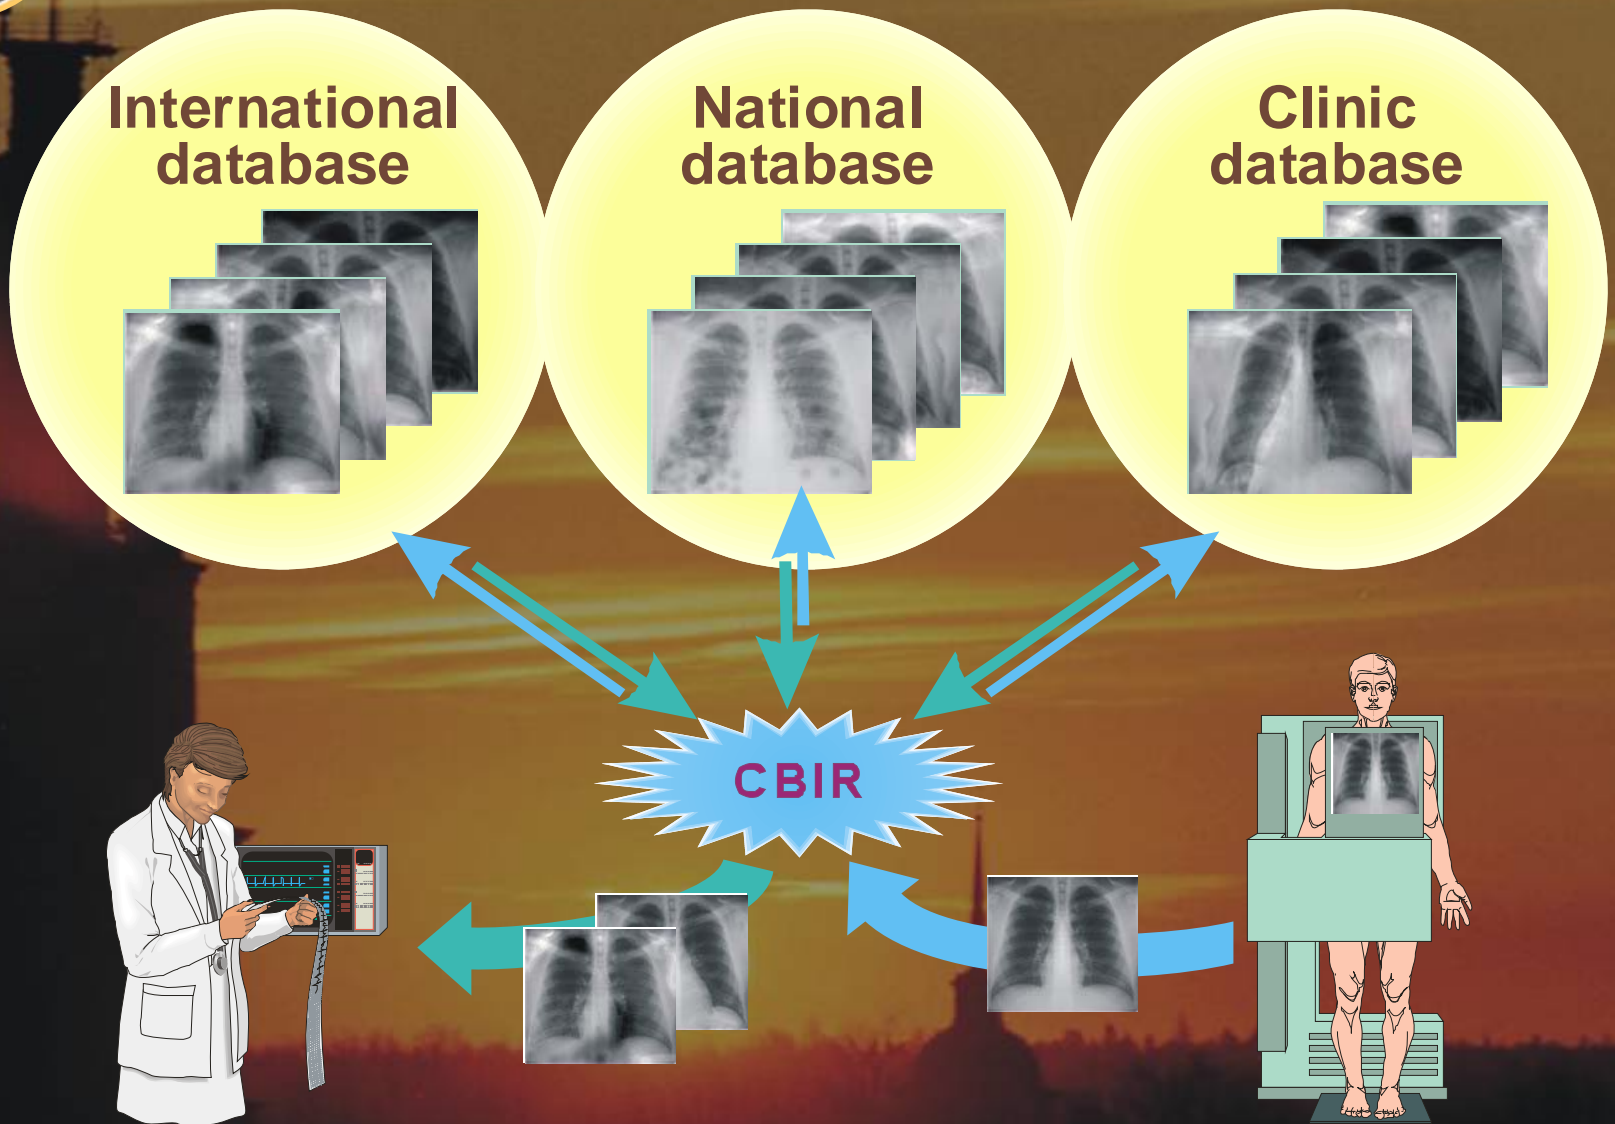 International
database
National
database
Clinic
database
CBIR